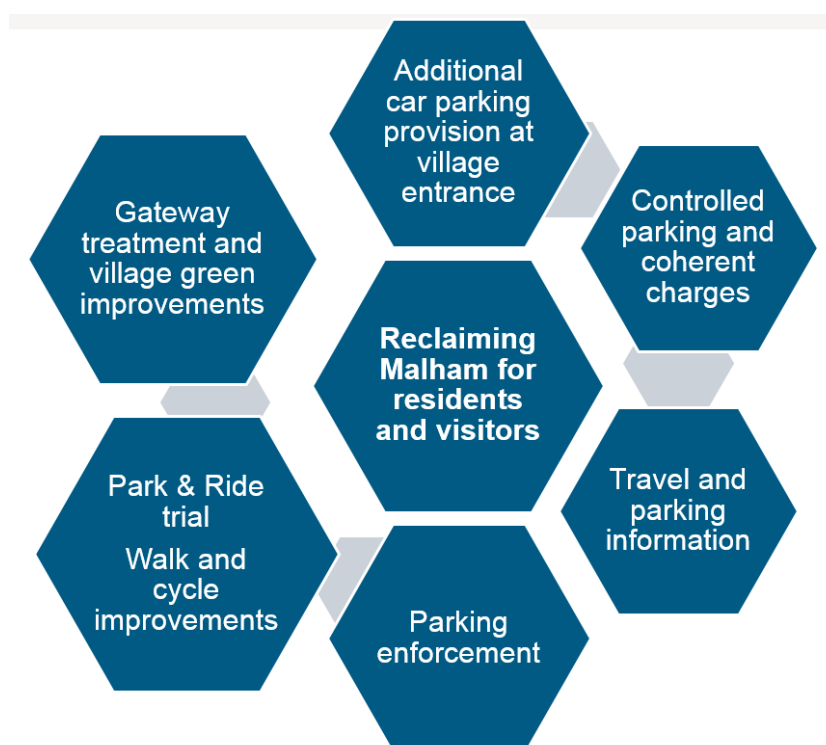 Additional
car parking
provision at
village
entrance
Controlled
parking and
coherent
charges
Travel and
parking
information
Parking
enforcement
Park & Ride
trial
Walk and
cycle
improvements
Gateway
treatment and
village green
improvements
Reclaiming
Malham for
residents
and visitors